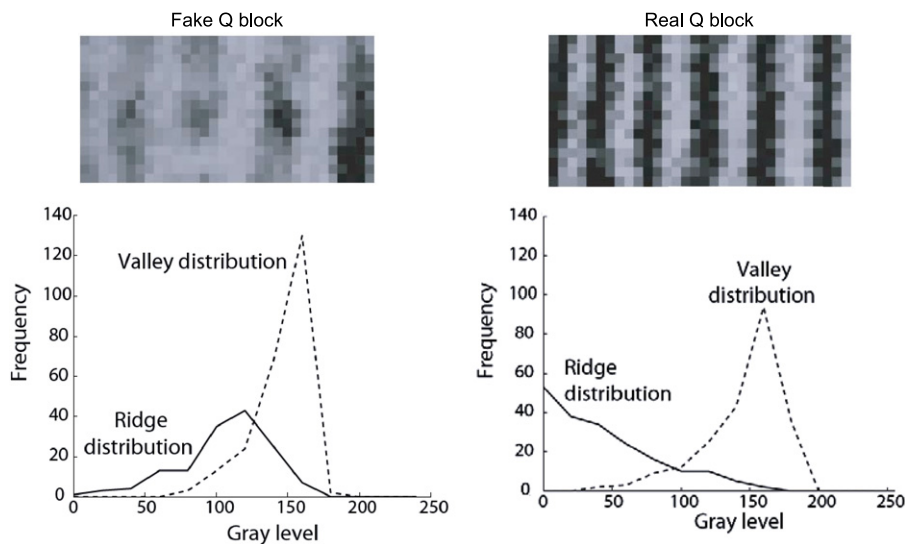 Fake Q block
Real Q block
140
120
100
80
60
40
20
0
Frequency
Valley distribution
Ridge
distribution
0
50
100
150
200
250
Gray level
140
120
100
80
60
40
20
0
Frequency
Valley
distribution
Ridge
distribution
0
50
100
150
200
250
Gray level